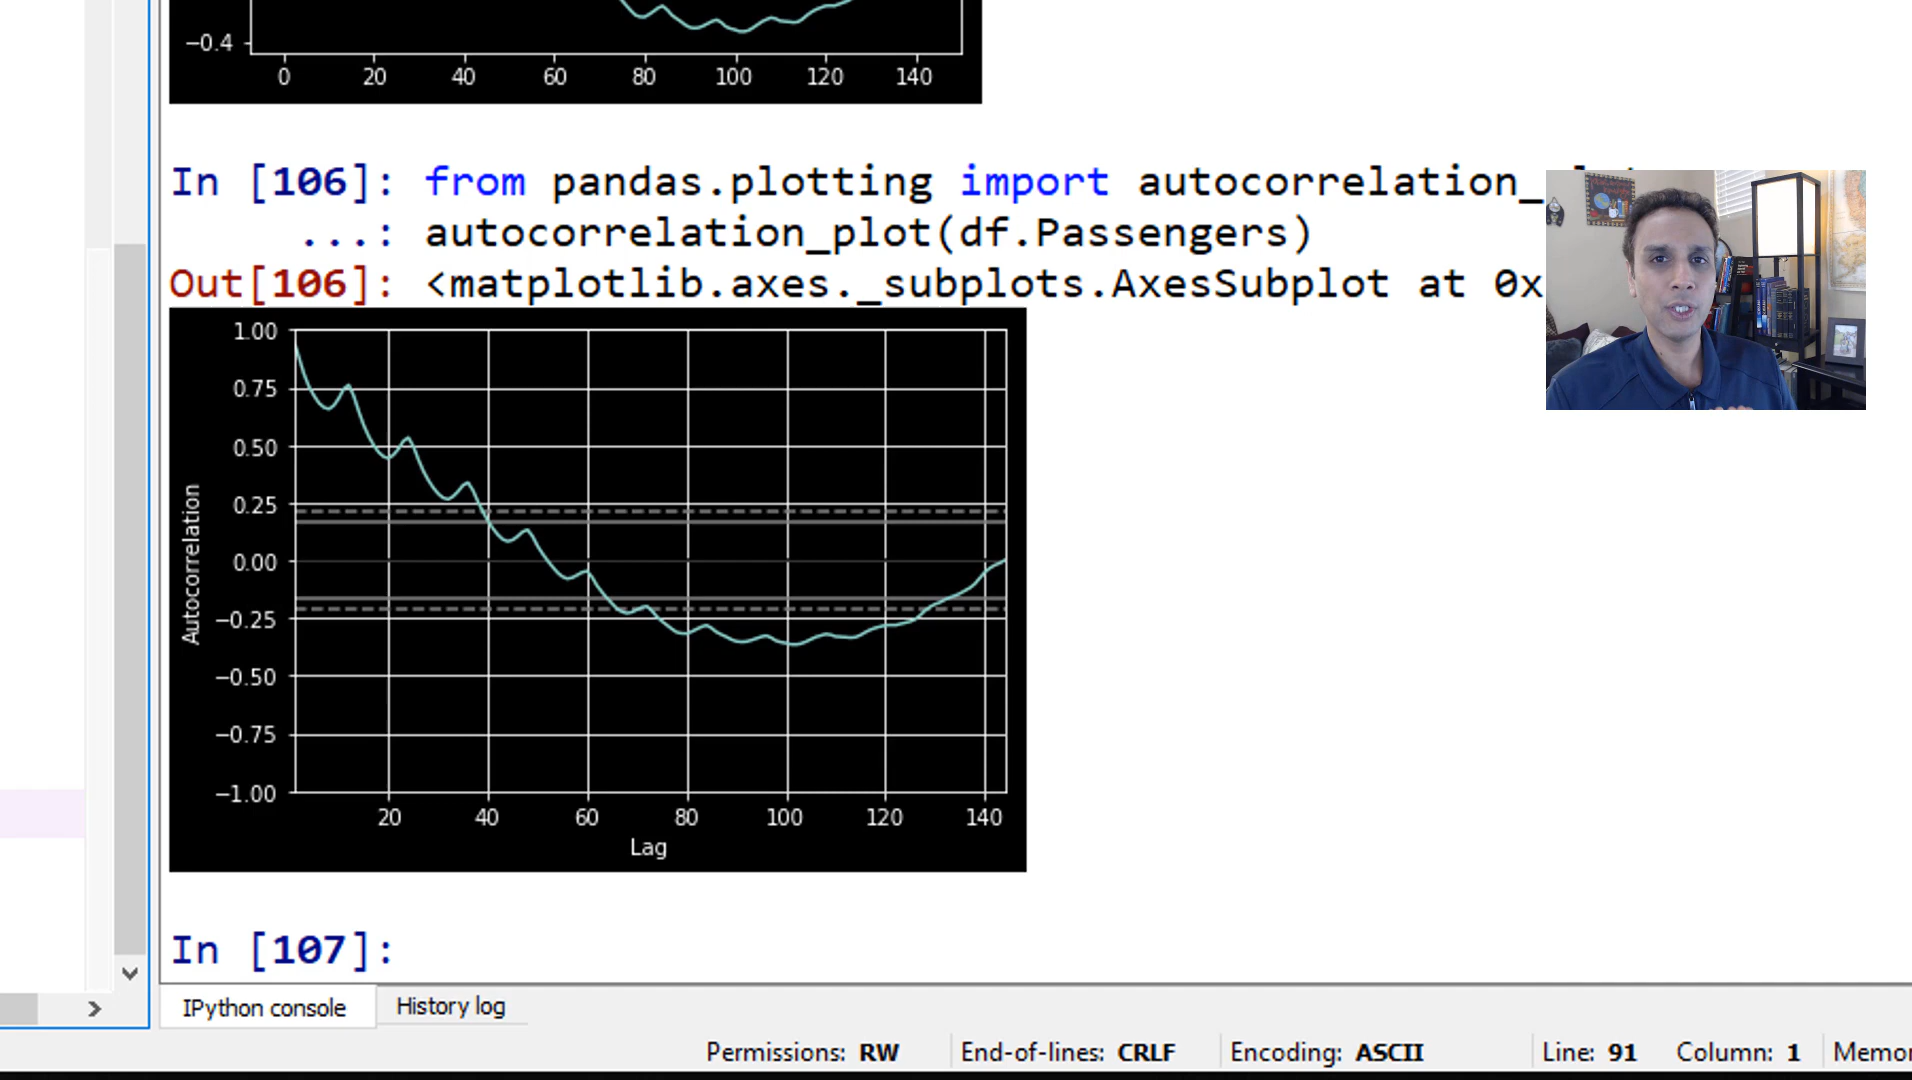 −0.4
0 20 40 60 80 100 120 140
In [106]: from pandas.plotting import autocorrelation_
...: autocorrelation_plot(df.Passengers)
Out[106]: <matplotlib.axes._subplots.AxesSubplot at 0x
1.00
0.75
0.50
0.25
0.00
−0.25
−0.50
−0.75
−1.00
Autocorrelation
20 40 60 80 100 120 140
Lag
In [107]:
IPython console History log
Permissions: RW End-of-lines: CRLF Encoding: ASCII Line: 91 Column: 1 Memo